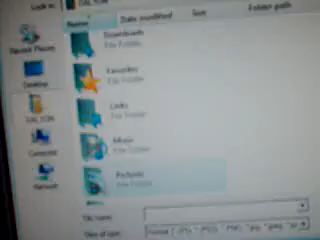 Look in:
Name Date modified Size Folder path
Downloads
File Folder
Recent Places
Favorites
File Folder
Desktop
Links
File Folder
Music
File Folder
Computer
Pictures
File Folder
Network
File name:
Files of type: